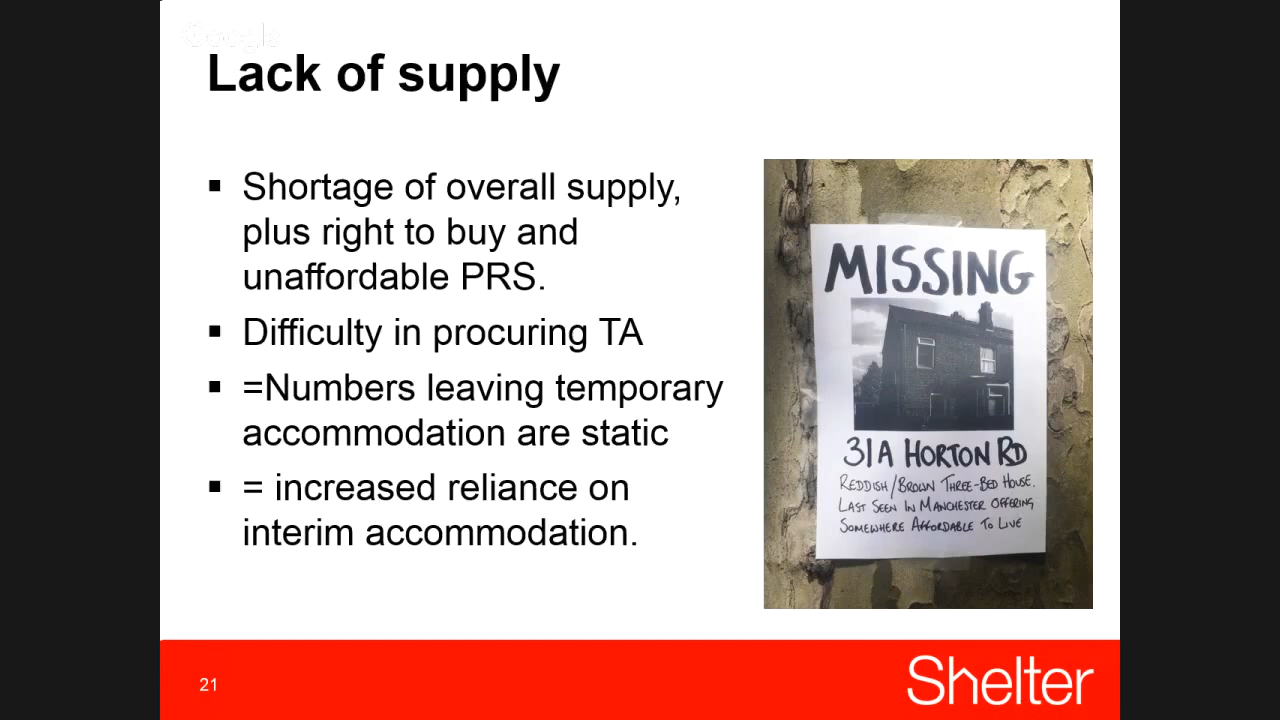 Google
Lack of supply
▪ Shortage of overall supply,
plus right to buy and
unaffordable PRS.
▪ Difficulty in procuring TA
▪ =Numbers leaving temporary
accommodation are static
▪ = increased reliance on
interim accommodation.
MISSING
31A HORTON RD
REDDISH/BROWN THREE-BED HOUSE.
LAST SEEN IN MANCHESTER OFFERING
SOMEWHERE AFFORDABLE TO LIVE
21
Shelter